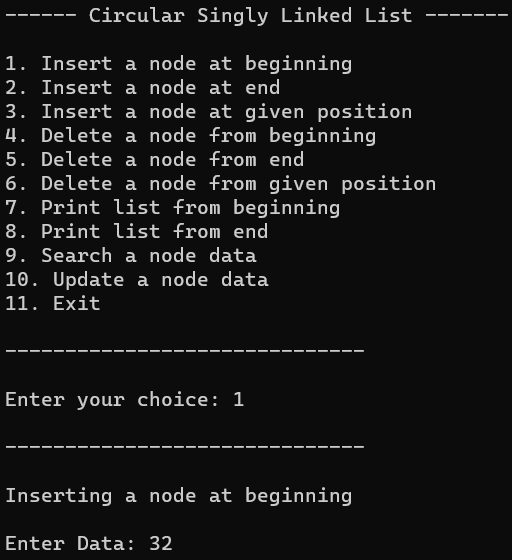 ------ Circular Singly Linked List -------
1. Insert a node at beginning
2. Insert a node at end
3. Insert a node at given position
4. Delete a node from beginning
5. Delete a node from end
6. Delete a node from given position
7. Print list from beginning
8. Print list from end
9. Search a node data
10. Update a node data
11. Exit
------------------------------
Enter your choice: 1
------------------------------
Inserting a node at beginning
Enter Data: 32